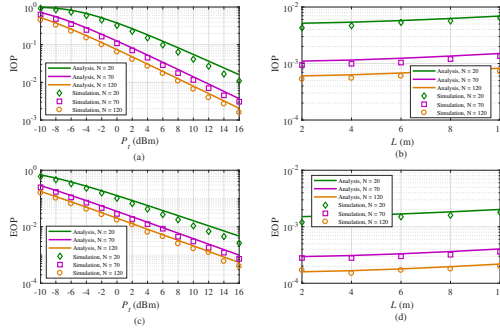 10^0
10^-1
10^-2
10^-3
IOP
Analysis, N = 20
Analysis, N = 70
Analysis, N = 120
Simulation, N = 20
Simulation, N = 70
Simulation, N = 120
-10 -8 -6 -4 -2 0 2 4 6 8 10 12 14 16
P_t (dBm)
(a)
10^-2
10^-3
10^-4
IOP
Analysis, N = 20
Analysis, N = 70
Analysis, N = 120
Simulation, N = 20
Simulation, N = 70
Simulation, N = 120
2 4 6 8 10
L (m)
(b)
10^0
10^-2
10^-4
EOP
Analysis, N = 20
Analysis, N = 70
Analysis, N = 120
Simulation, N = 20
Simulation, N = 70
Simulation, N = 120
-10 -8 -6 -4 -2 0 2 4 6 8 10 12 14 16
P_t (dBm)
(c)
10^-2
10^-3
10^-4
EOP
Analysis, N = 20
Analysis, N = 70
Analysis, N = 120
Simulation, N = 20
Simulation, N = 70
Simulation, N = 120
2 4 6 8 10
L (m)
(d)